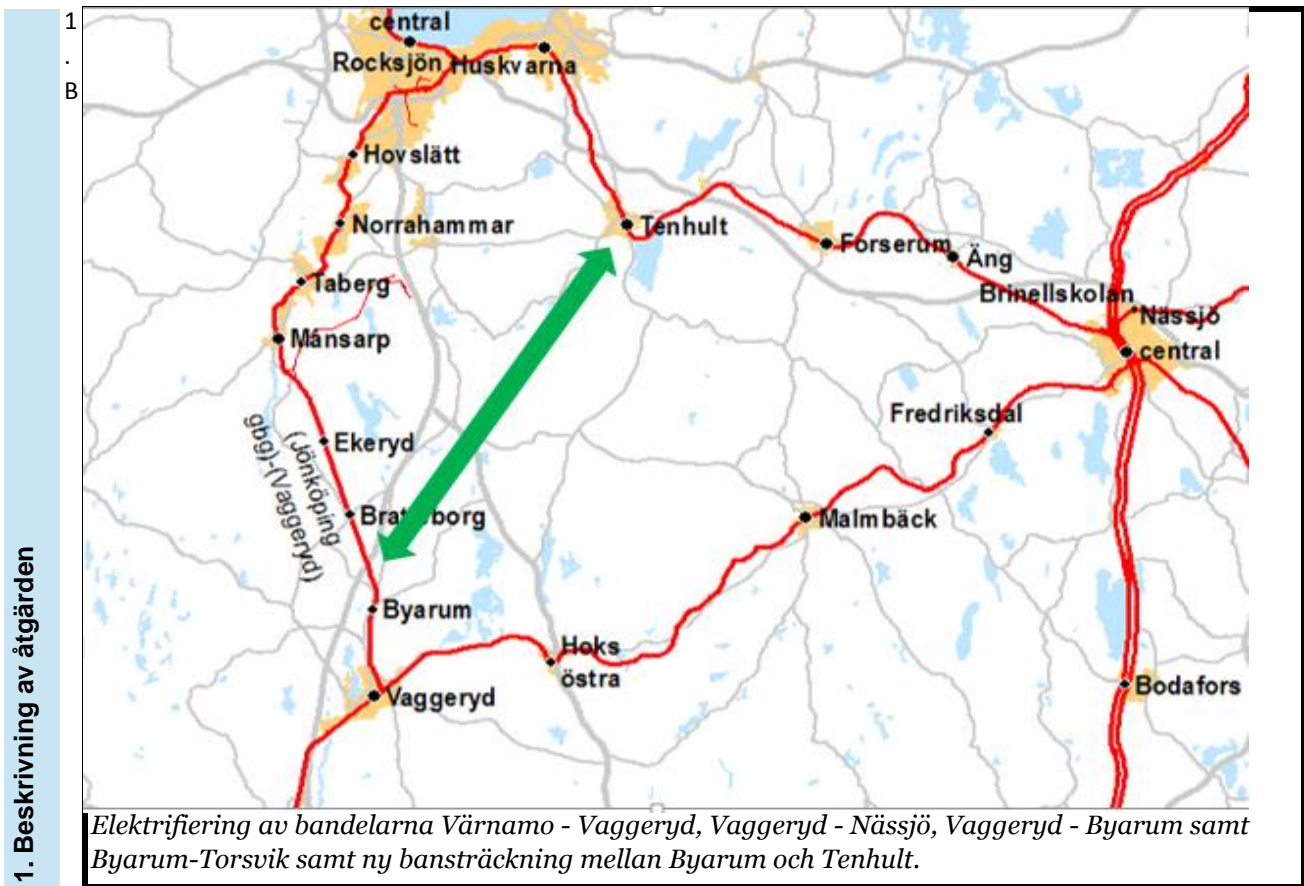 1
.
B
1. Beskrivning av åtgärden
central
Rocksjön Huskvarna
Hovslätt
Norrahammar
Tenhult
Forserum
Äng
Taberg
Brinellskolan
Nässjö
central
Månsarp
Fredriksdal
Ekeryd
(Jönköping
gbg)-(Vaggeryd)
Malmbäck
Byarum
Hoks
östra
Vaggeryd
Bodafors
Elektrifiering av bandelarna Värnamo - Vaggeryd, Vaggeryd - Nässjö, Vaggeryd - Byarum samt
Byarum-Torsvik samt ny bansträckning mellan Byarum och Tenhult.